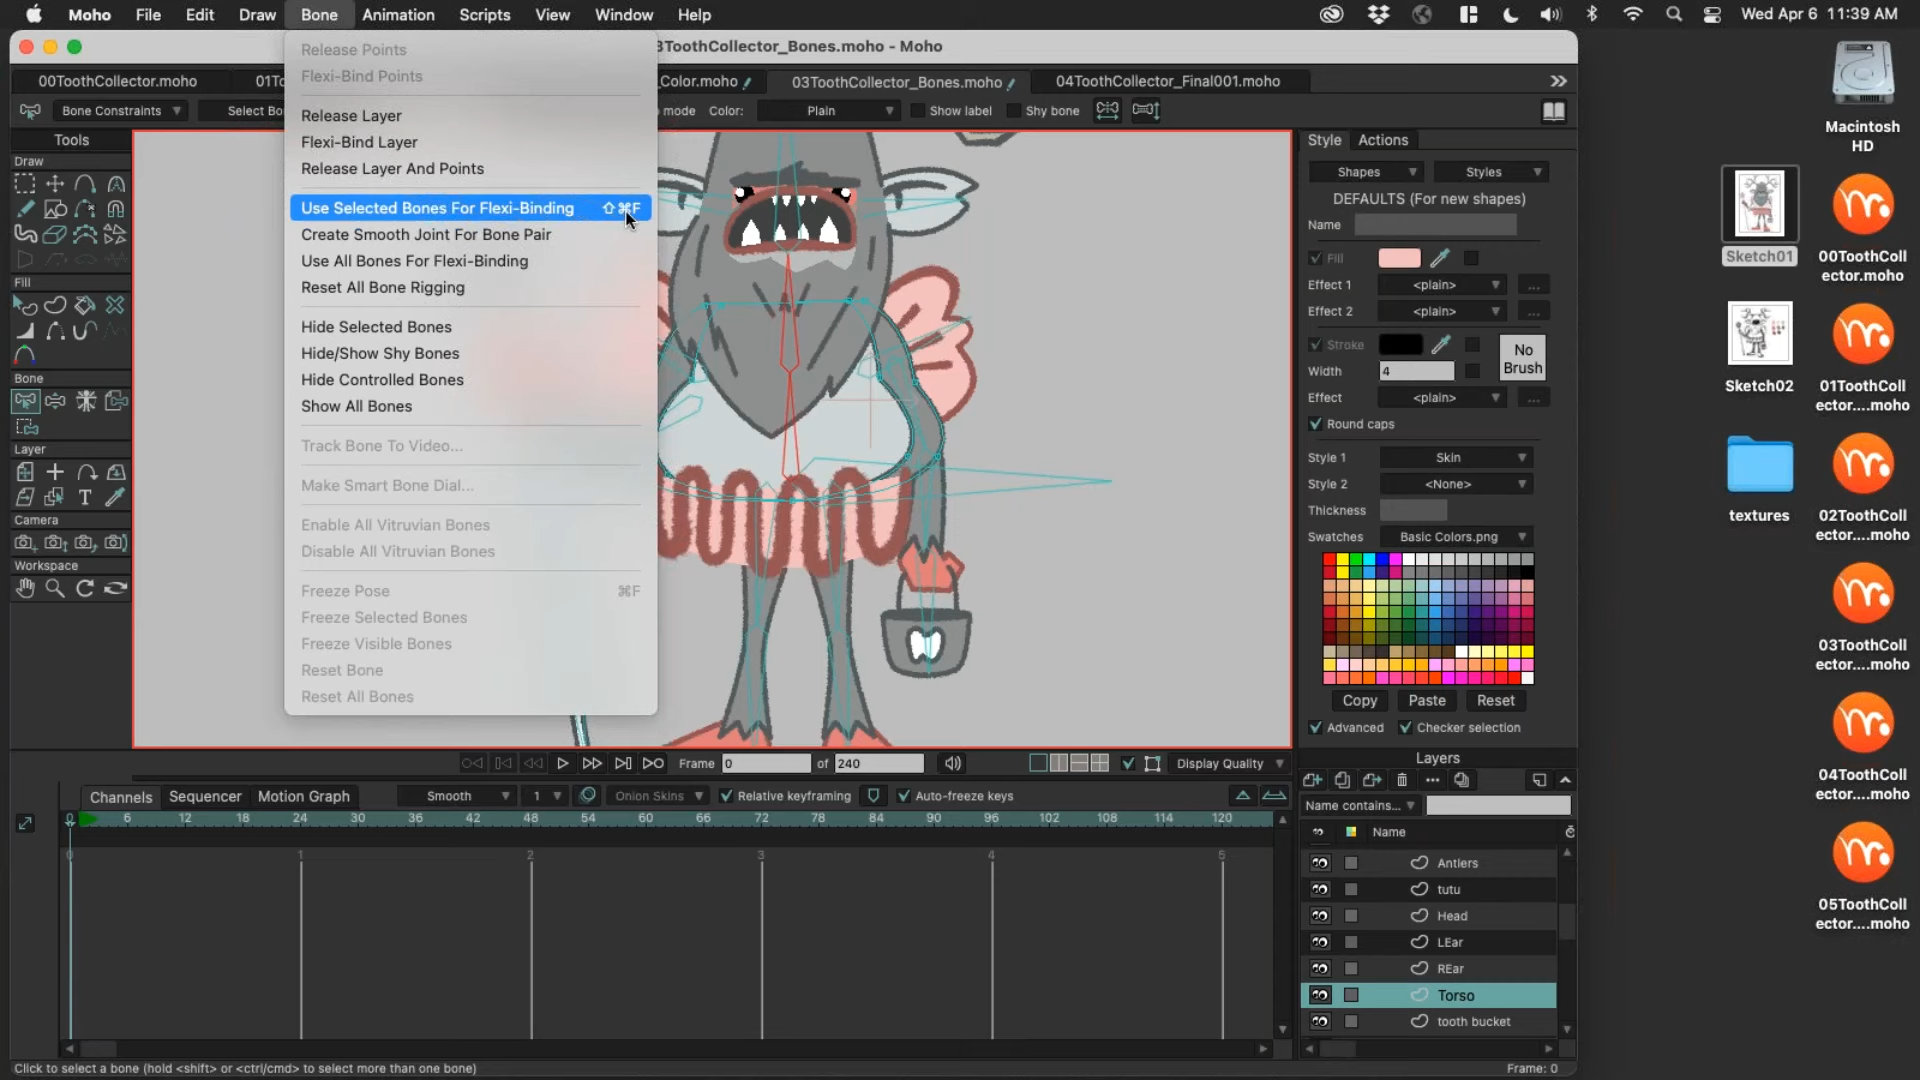 Moho File Edit Draw Bone Animation Scripts View Window Help
Wed Apr 6 11:39 AM
3ToothCollector_Bones.moho - Moho
00ToothCollector.moho
01T
_Color.moho
03ToothCollector_Bones.moho
04ToothCollector_Final001.moho
Bone Constraints
Select Bo
mode
Color:
Plain
Show label
Shy bone
Release Points
Flexi-Bind Points
Release Layer
Flexi-Bind Layer
Release Layer And Points
Use Selected Bones For Flexi-Binding ⇧⌘F
Create Smooth Joint For Bone Pair
Use All Bones For Flexi-Binding
Reset All Bone Rigging
Hide Selected Bones
Hide/Show Shy Bones
Hide Controlled Bones
Show All Bones
Track Bone To Video...
Make Smart Bone Dial...
Enable All Vitruvian Bones
Disable All Vitruvian Bones
Freeze Pose ⌘F
Freeze Selected Bones
Freeze Visible Bones
Reset Bone
Reset All Bones
Tools
Draw
Fill
Bone
Layer
Camera
Workspace
Style Actions
Shapes Styles
DEFAULTS (For new shapes)
Name
Fill
Effect 1 <plain> ...
Effect 2 <plain> ...
Stroke
No
Brush
Width 4
Effect <plain> ...
Round caps
Style 1 Skin
Style 2 <None>
Thickness
Swatches Basic Colors.png
Copy Paste Reset
Advanced Checker selection
Layers
Name contains...
Name
Antlers
tutu
Head
LEar
REar
Torso
tooth bucket
Frame 0 of 240
Display Quality
Channels Sequencer Motion Graph
Smooth 1
Onion Skins
Relative keyframing
Auto-freeze keys
6 12 18 24 30 36 42 48 54 60 66 72 78 84 90 96 102 108 114 120
0 1 2 3 4 5
Click to select a bone (hold <shift> or <ctrl/cmd> to select more than one bone)
Frame: 0
Macintosh
HD
Sketch01
00ToothColl
ector.moho
Sketch02
01ToothColl
ector....moho
textures
02ToothColl
ector....moho
03ToothColl
ector....moho
04ToothColl
ector....moho
05ToothColl
ector....moho